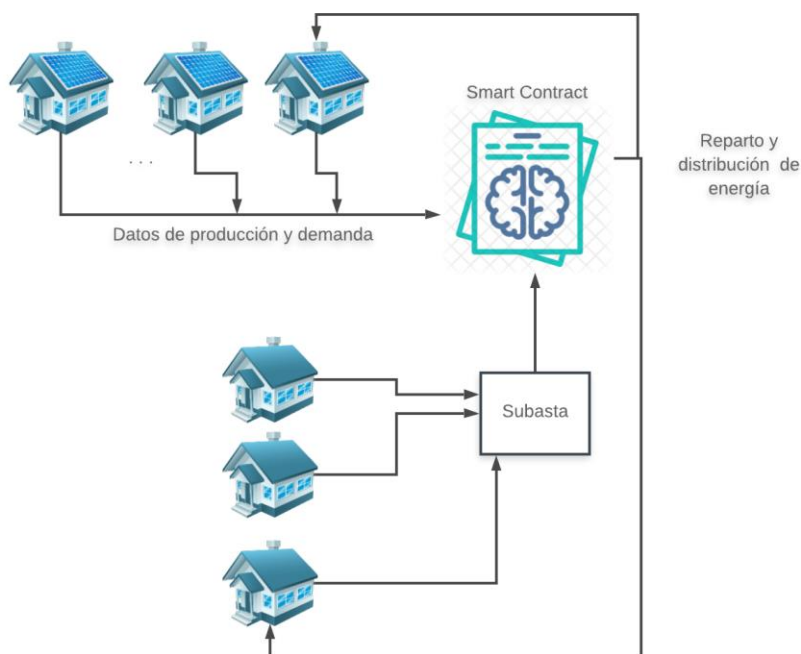 Smart Contract
Reparto y
distribución de
energía
. . .
Datos de producción y demanda
Subasta